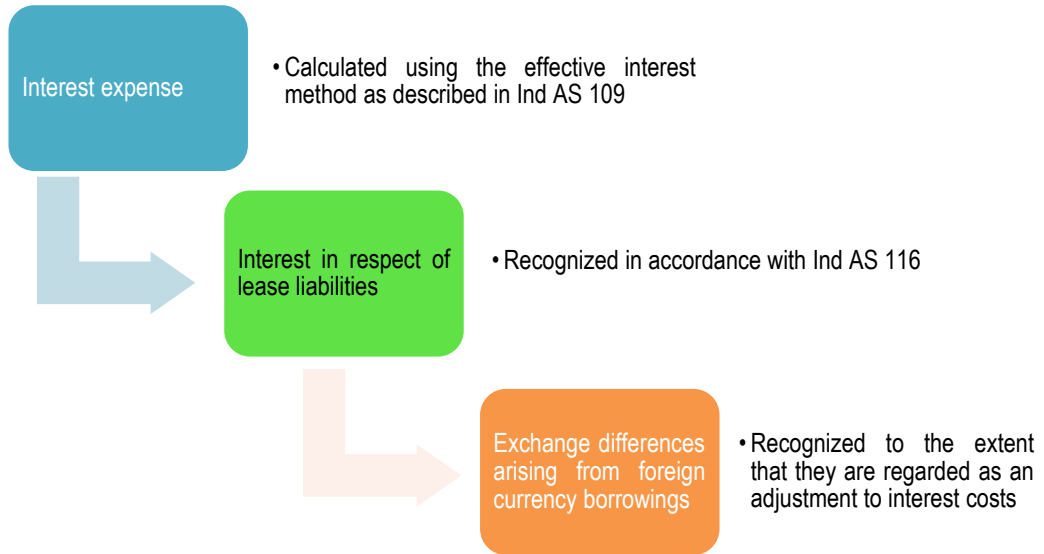 Interest expense
• Calculated using the effective interest
method as described in Ind AS 109
Interest in respect of
lease liabilities
• Recognized in accordance with Ind AS 116
Exchange differences
arising from foreign
currency borrowings
• Recognized to the extent
that they are regarded as an
adjustment to interest costs